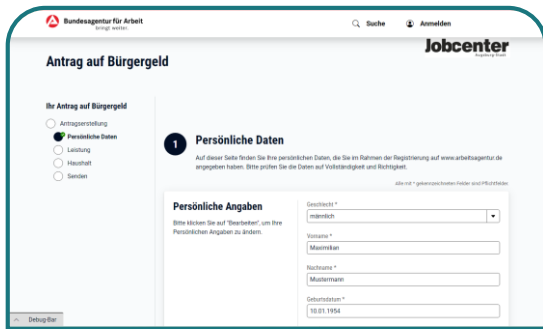 Bundesagentur für Arbeit
bringt weiter.
Suche
Anmelden
Jobcenter
Augsburg Stadt
Antrag auf Bürgergeld
Ihr Antrag auf Bürgergeld
Antragserstellung
Persönliche Daten
Leistung
Haushalt
Senden
1
Persönliche Daten
Auf dieser Seite finden Sie Ihre persönlichen Daten, die Sie im Rahmen der Registrierung auf www.arbeitsagentur.de
angegeben haben. Bitte prüfen Sie die Daten auf Vollständigkeit und Richtigkeit.
Alle mit * gekennzeichneten Felder sind Pflichtfelder
Persönliche Angaben
Bitte klicken Sie auf "Bearbeiten", um Ihre
Persönlichen Angaben zu ändern.
Geschlecht *
männlich
Vorname *
Maximilian
Nachname *
Mustermann
Geburtsdatum *
10.01.1954
Debug-Bar